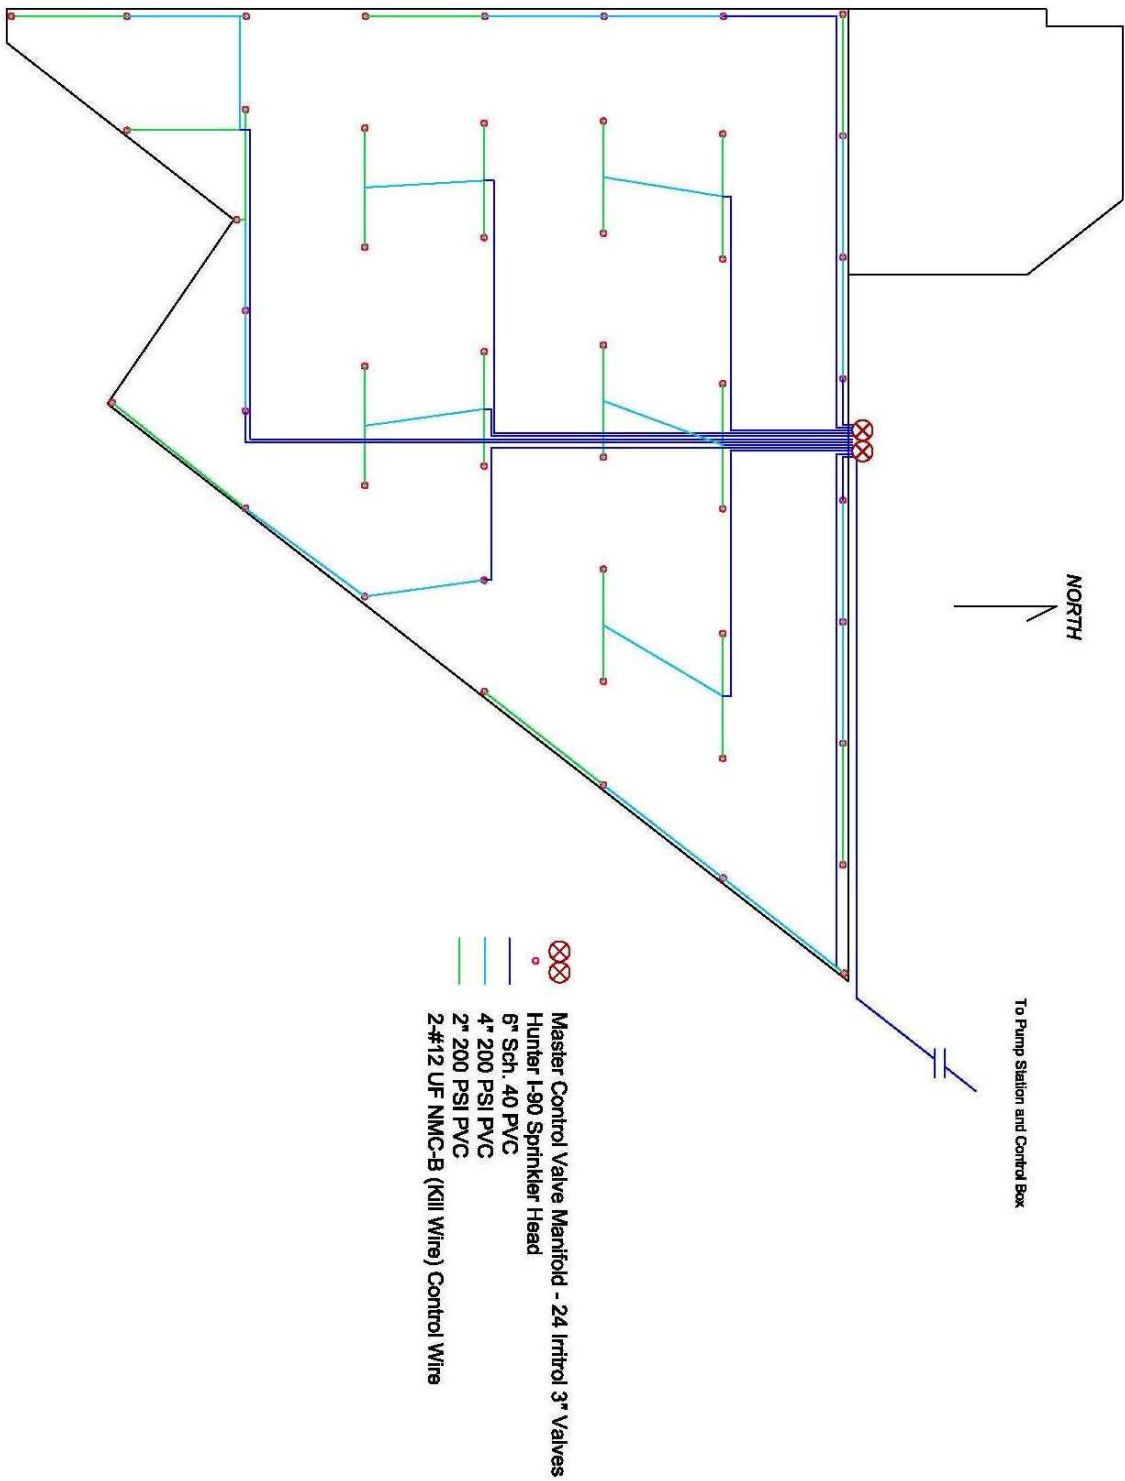 To Pump Station and Control Box
NORTH
Master Control Valve Manifold - 24 Irritrol 3" Valves
Hunter I-90 Sprinkler Head
6" Sch. 40 PVC
4" 200 PSI PVC
2" 200 PSI PVC
2-#12 UF NMC-B (Kill Wire) Control Wire